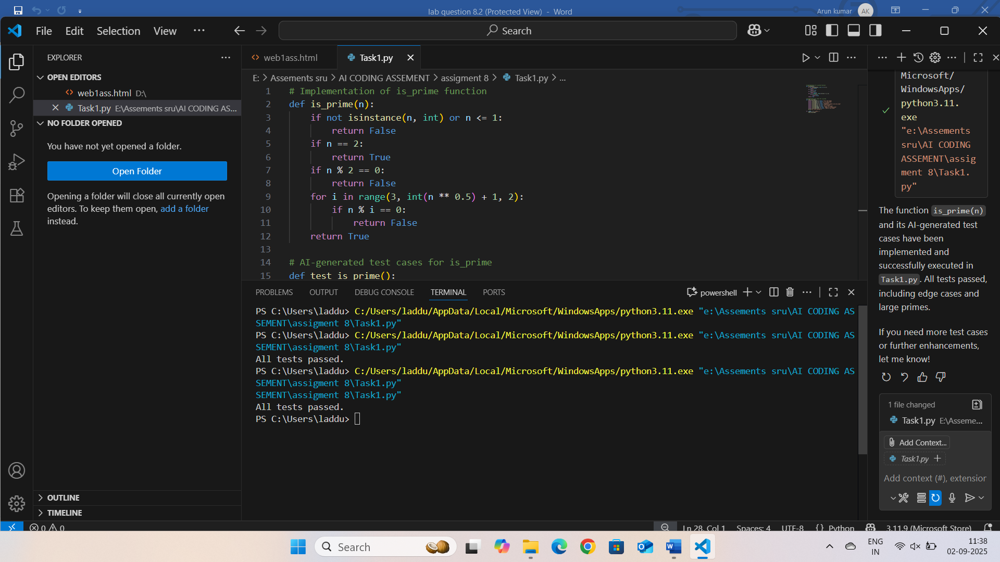 lab question 8.2 (Protected View) - Word
Arun kumar AK
File Edit Selection View ... Search
EXPLORER
OPEN EDITORS
web1ass.html D:\
Task1.py E:\Assements sru\AI CODING AS...
NO FOLDER OPENED
You have not yet opened a folder.
Open Folder
Opening a folder will close all currently open
editors. To keep them open, add a folder
instead.
OUTLINE
TIMELINE
web1ass.html Task1.py
E: > Assements sru > AI CODING ASSEMENT > assigment 8 > Task1.py > ...
1 # Implementation of is_prime function
2 def is_prime(n):
3 if not isinstance(n, int) or n <= 1:
4 return False
5 if n == 2:
6 return True
7 if n % 2 == 0:
8 return False
9 for i in range(3, int(n ** 0.5) + 1, 2):
10 if n % i == 0:
11 return False
12 return True
13
14 # AI-generated test cases for is_prime
15 def test_is_prime():
PROBLEMS OUTPUT DEBUG CONSOLE TERMINAL PORTS
powershell
PS C:\Users\laddu> C:/Users/laddu/AppData/Local/Microsoft/WindowsApps/python3.11.exe "e:\Assements sru\AI CODING AS
SEMENT\assigment 8\Task1.py"
PS C:\Users\laddu> C:/Users/laddu/AppData/Local/Microsoft/WindowsApps/python3.11.exe "e:\Assements sru\AI CODING AS
SEMENT\assigment 8\Task1.py"
All tests passed.
PS C:\Users\laddu> C:/Users/laddu/AppData/Local/Microsoft/WindowsApps/python3.11.exe "e:\Assements sru\AI CODING AS
SEMENT\assigment 8\Task1.py"
SEMENT\assigment 8\Task1.py"
All tests passed.
PS C:\Users\laddu>
Microsoft/
WindowsApps/
python3.11.
exe
"e:\Assements
sru\AI CODING
ASSEMENT\assig
ment 8\Task1.
py"
The function is_prime(n)
and its AI-generated test
cases have been
implemented and
successfully executed in
Task1.py. All tests passed,
including edge cases and
large primes.
If you need more test cases
or further enhancements,
let me know!
1 file changed
Task1.py E:\Asseme...
Add Context...
Task1.py +
Add context (#), extension
0 0
Ln 28, Col 1 Spaces: 4 UTF-8 {} Python 3.11.9 (Microsoft Store)
Search
ENG
IN
11:38
02-09-2025